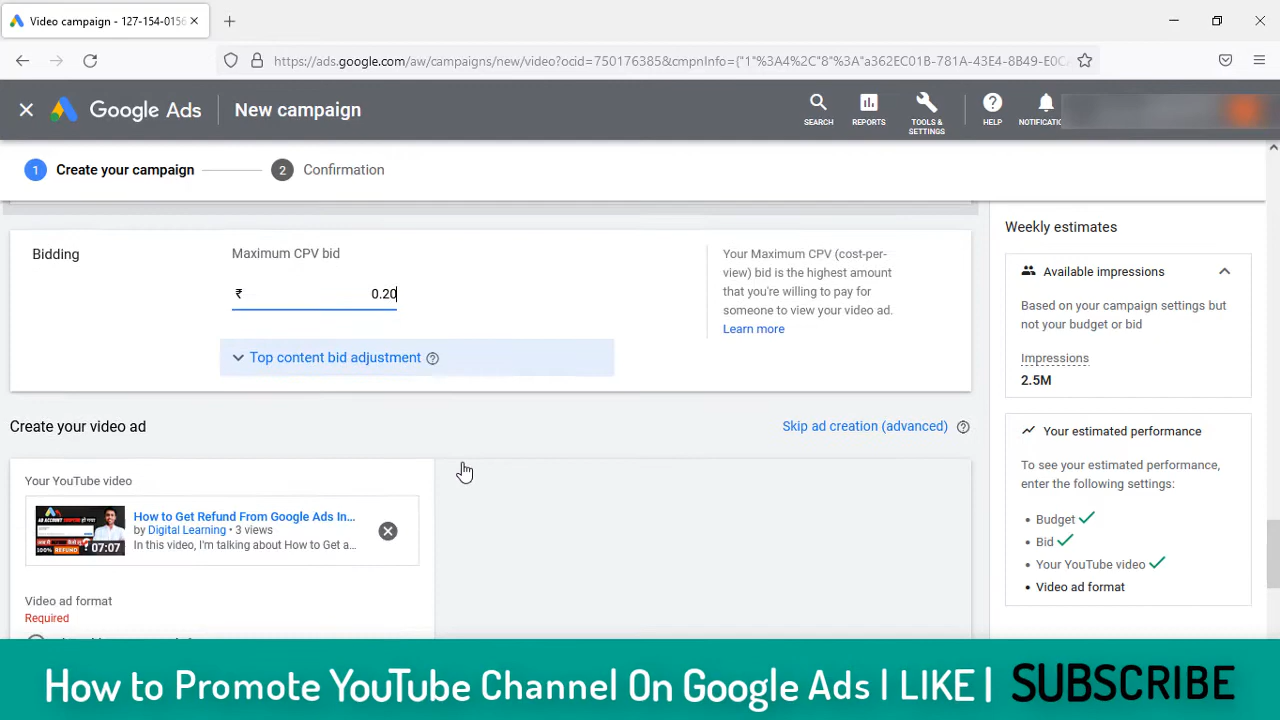 Video campaign - 127-154-0156
https://ads.google.com/aw/campaigns/new/video?ocid=750176385&cmpnInfo={"1"%3A4%2C"8"%3A"a362EC01B-781A-43E4-8B49-E0CA
Google Ads
New campaign
SEARCH
REPORTS
TOOLS &
SETTINGS
HELP
NOTIFICATIO
1 Create your campaign
2 Confirmation
Bidding
Maximum CPV bid
₹ 0.20
Top content bid adjustment
Your Maximum CPV (cost-per-
view) bid is the highest amount
that you're willing to pay for
someone to view your video ad.
Learn more
Create your video ad
Skip ad creation (advanced)
Your YouTube video
07:07
How to Get Refund From Google Ads In...
by Digital Learning • 3 views
In this video, I'm talking about How to Get a...
Video ad format
Required
Weekly estimates
Available impressions
Based on your campaign settings but
not your budget or bid
Impressions
2.5M
Your estimated performance
To see your estimated performance,
enter the following settings:
• Budget
• Bid
• Your YouTube video
• Video ad format
How to Promote YouTube Channel On Google Ads | LIKE | SUBSCRIBE